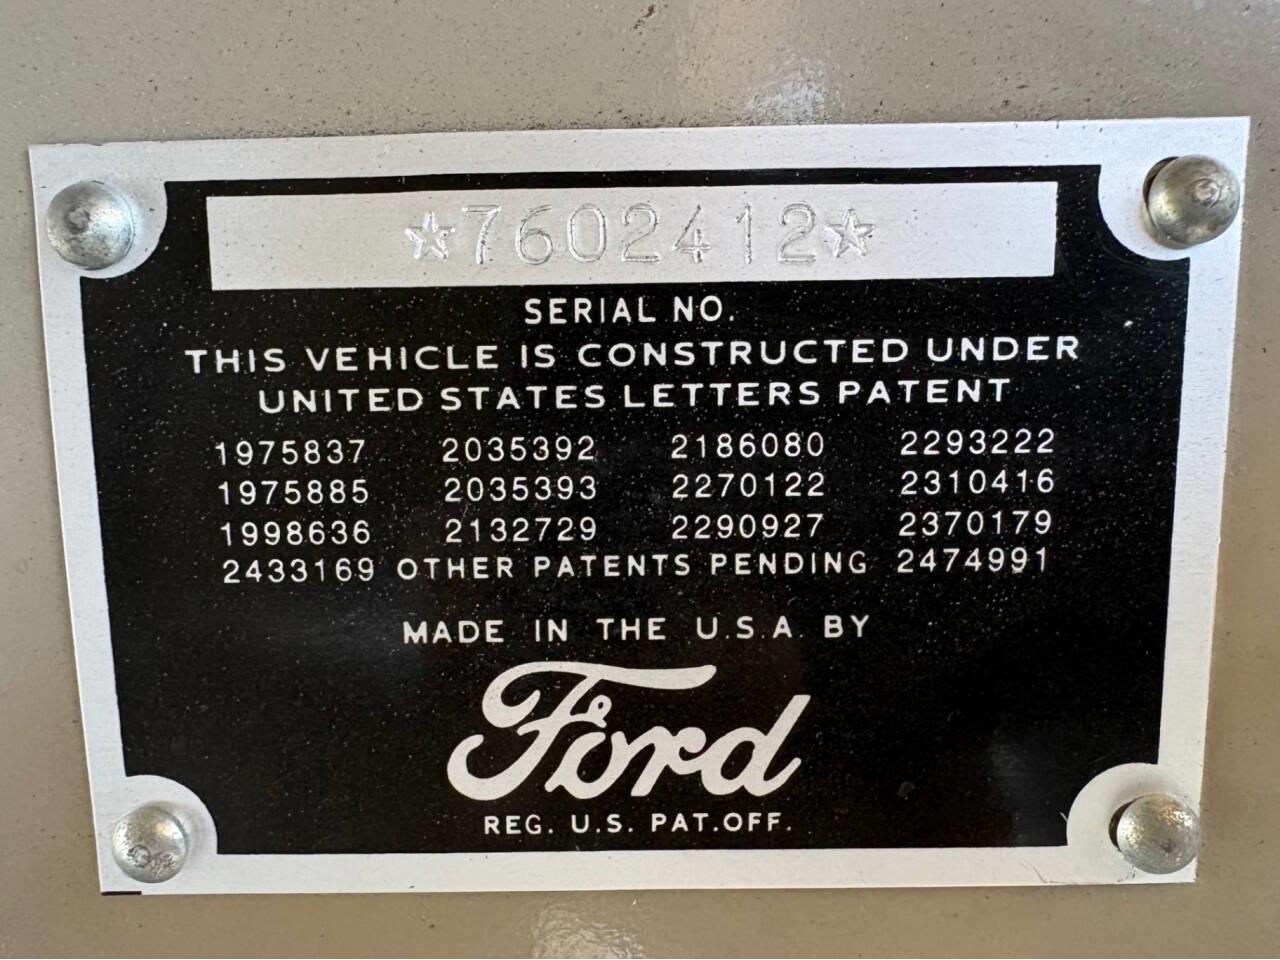 ☆7602412☆
SERIAL NO.
THIS VEHICLE IS CONSTRUCTED UNDER
UNITED STATES LETTERS PATENT
1975837 2035392 2186080 2293222
1975885 2035393 2270122 2310416
1998636 2132729 2290927 2370179
2433169 OTHER PATENTS PENDING 2474991
MADE IN THE U.S.A. BY
Ford
REG. U.S. PAT.OFF.